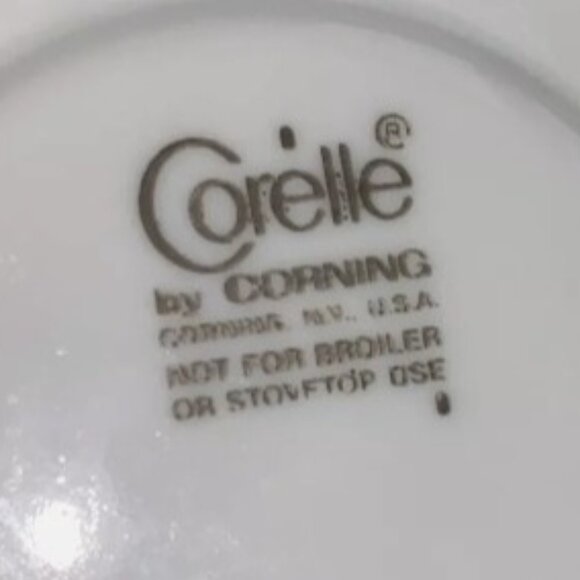 Corelle®
by CORNING
CORNING, N.Y., U.S.A.
NOT FOR BROILER
OR STOVETOP USE